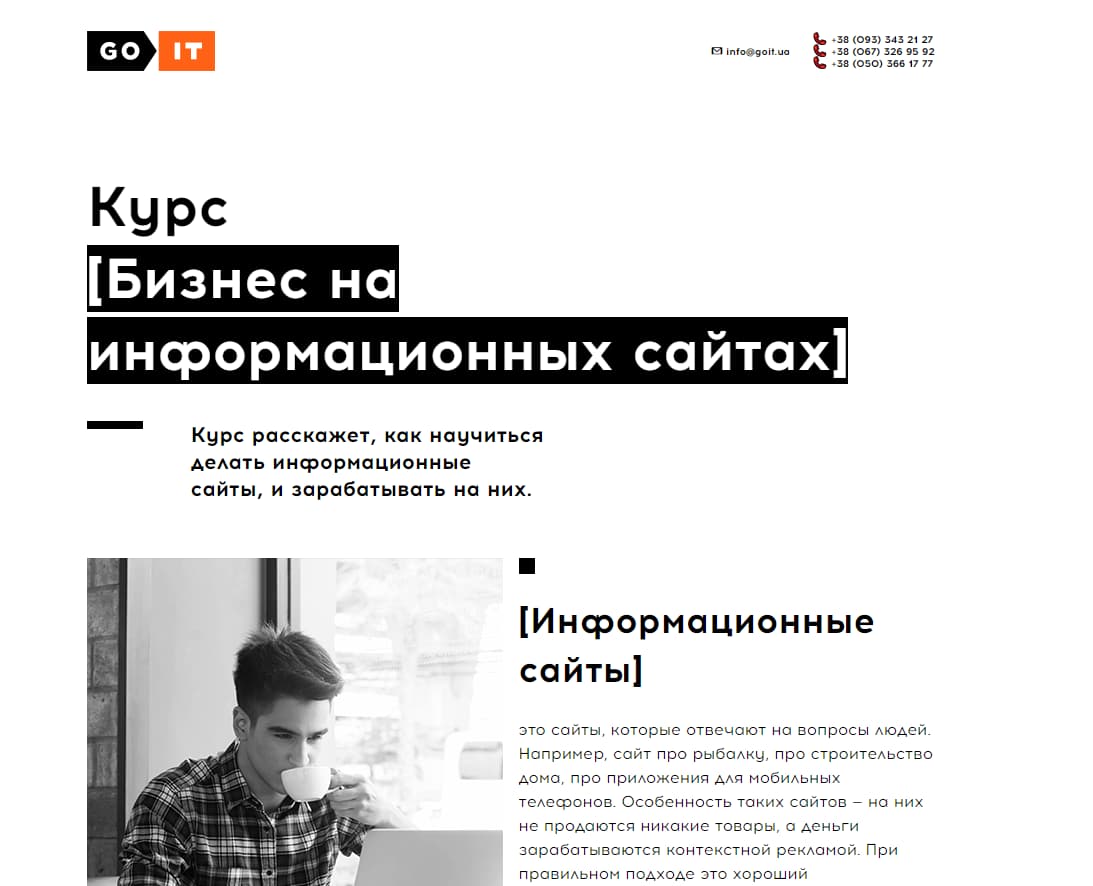 GO IT
info@goit.ua
+38 (093) 343 21 27
+38 (067) 326 95 92
+38 (050) 366 17 77
Курс
[Бизнес на
информационных сайтах]
Курс расскажет, как научиться
делать информационные
сайты, и зарабатывать на них.
[Информационные
сайты]
это сайты, которые отвечают на вопросы людей.
Например, сайт про рыбалку, про строительство
дома, про приложения для мобильных
телефонов. Особенность таких сайтов – на них
не продаются никакие товары, а деньги
зарабатываются контекстной рекламой. При
правильном подходе это хороший